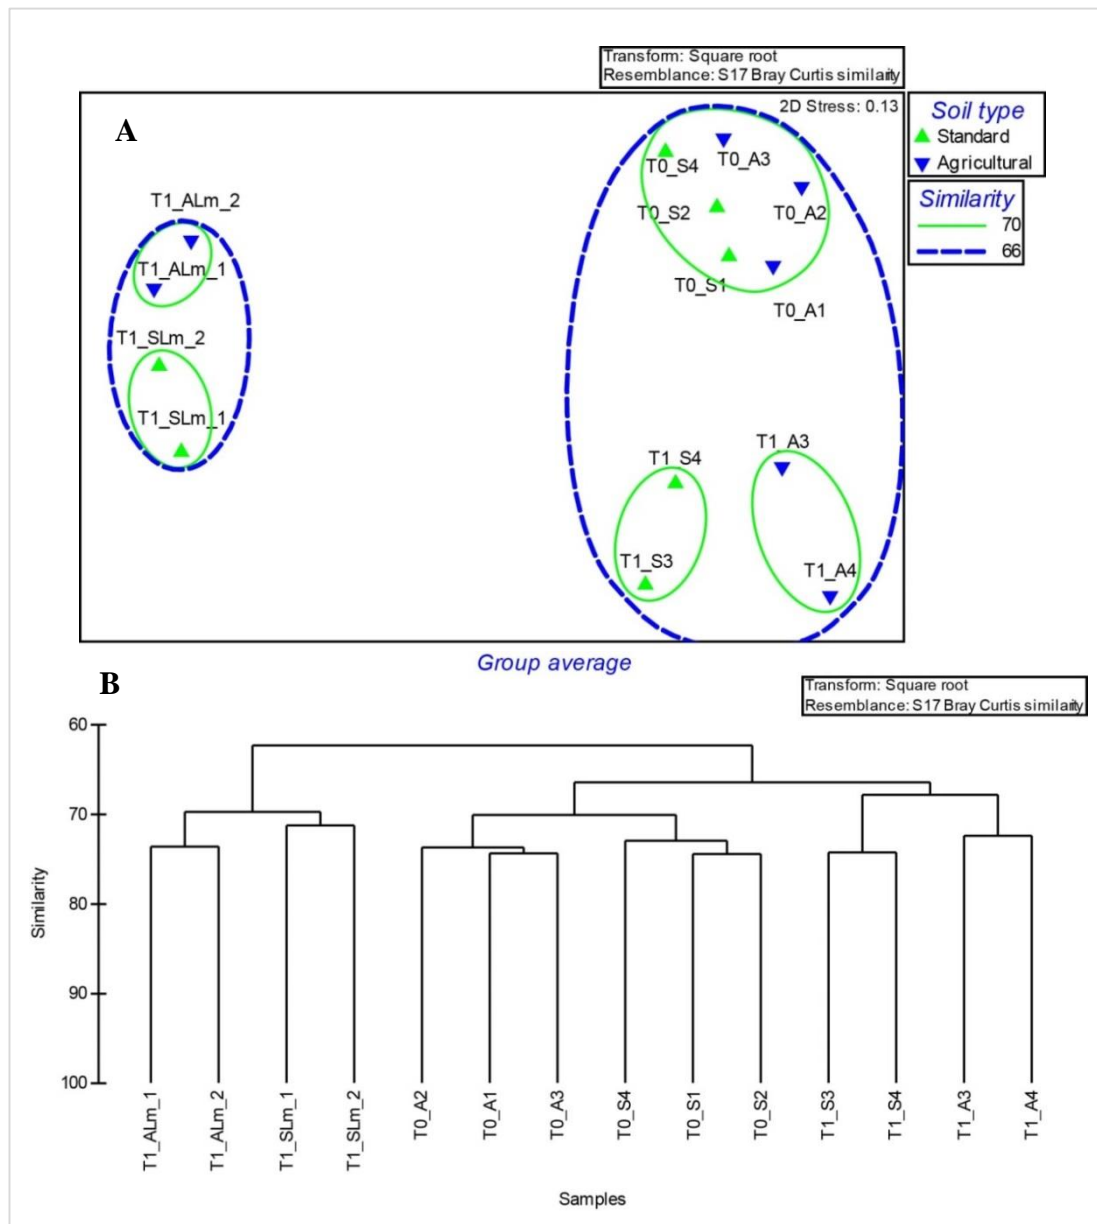 Transform: Square root
Resemblance: S17 Bray Curtis similarity
A
2D Stress: 0.13
Soil type
Standard
Agricultural
Similarity
70
66
T0_S4
T0_A3
T0_S2
T0_A2
T0_S1
T0_A1
T1_ALm_2
T1_ALm_1
T1_SLm_2
T1_SLm_1
T1_S4
T1_A3
T1_S3
T1_A4
Group average
B
Transform: Square root
Resemblance: S17 Bray Curtis similarity
60
70
80
90
100
Similarity
T1_ALm_1
T1_ALm_2
T1_SLm_1
T1_SLm_2
T0_A2
T0_A1
T0_A3
T0_S4
T0_S1
T0_S2
T1_S3
T1_S4
T1_A3
T1_A4
Samples